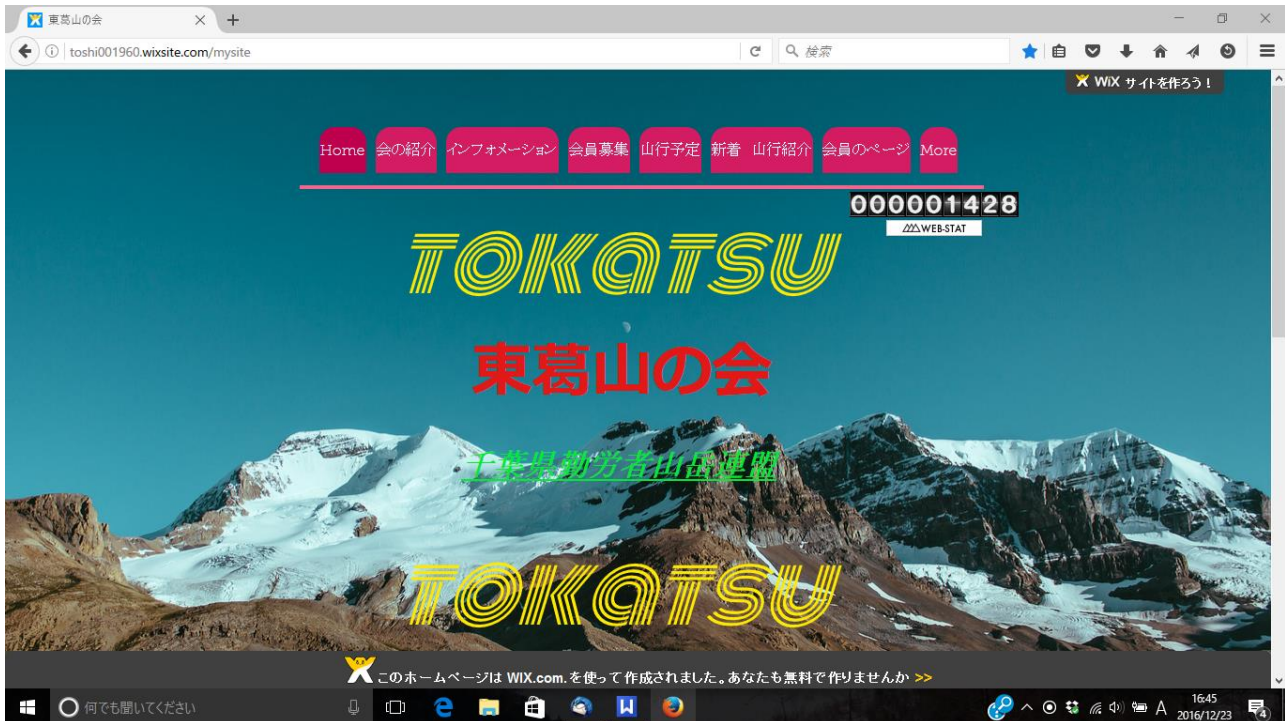 東葛山の会
toshi001960.wixsite.com/mysite
検索
WiX サイトを作ろう！
Home 会の紹介 インフォメーション 会員募集 山行予定 新着 山行紹介 会員のページ More
000001428
WEB-STAT
TOKATSU
東葛山の会
千葉県勤労者山岳連盟
TOKATSU
このホームページは WIX.com.を使って作成されました。あなたも無料で作りませんか >>
何でも聞いてください
A
16:45
2016/12/23
4